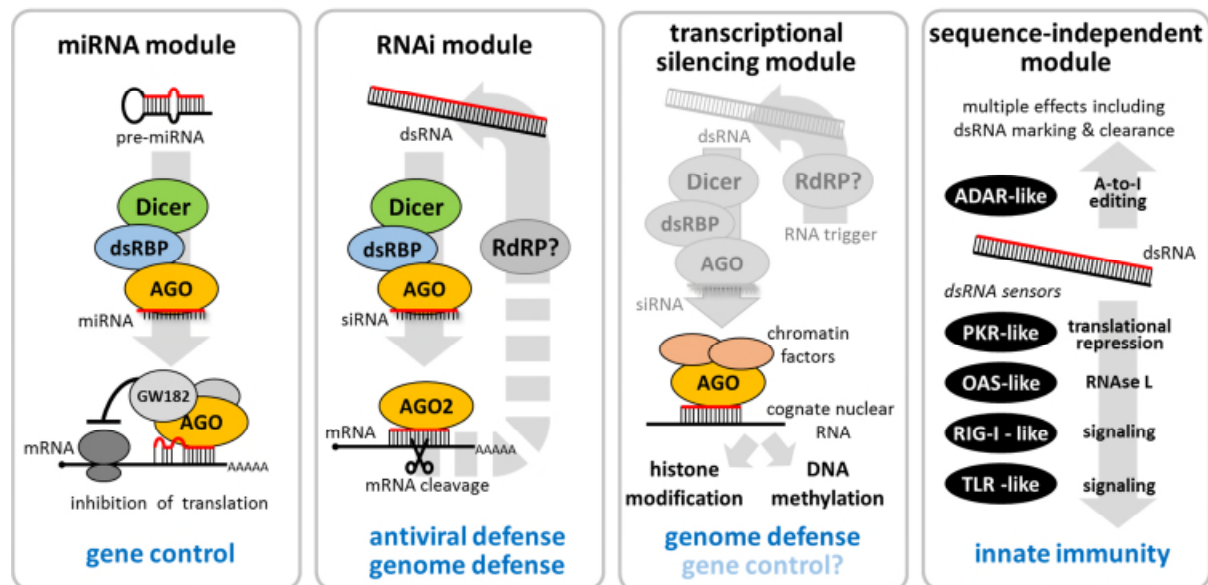 miRNA module
pre-miRNA
Dicer
dsRBP
AGO
miRNA
GW182
AGO
mRNA
AAAAA
inhibition of translation
gene control
RNAi module
dsRNA
Dicer
dsRBP
RdRP?
AGO
siRNA
AGO2
mRNA
AAAAA
mRNA cleavage
antiviral defense
genome defense
transcriptional
silencing module
dsRNA
Dicer
RdRP?
dsRBP
RNA trigger
AGO
siRNA
chromatin
factors
AGO
cognate nuclear
RNA
histone
modification
DNA
methylation
genome defense
gene control?
sequence-independent
module
multiple effects including
dsRNA marking & clearance
ADAR-like
A-to-I
editing
dsRNA
dsRNA sensors
PKR-like
translational
repression
OAS-like
RNAse L
RIG-I - like
signaling
TLR -like
signaling
innate immunity